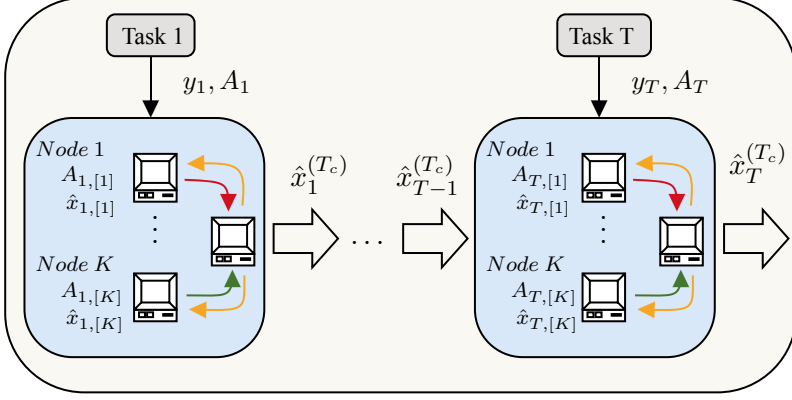 Task 1
Task T
y_1, A_1
y_T, A_T
Node 1
A_{1,[1]}
\hat{x}_{1,[1]}
⋮
Node K
A_{1,[K]}
\hat{x}_{1,[K]}
\hat{x}_1^{(T_c)}
...
\hat{x}_{T-1}^{(T_c)}
Node 1
A_{T,[1]}
\hat{x}_{T,[1]}
⋮
Node K
A_{T,[K]}
\hat{x}_{T,[K]}
\hat{x}_T^{(T_c)}